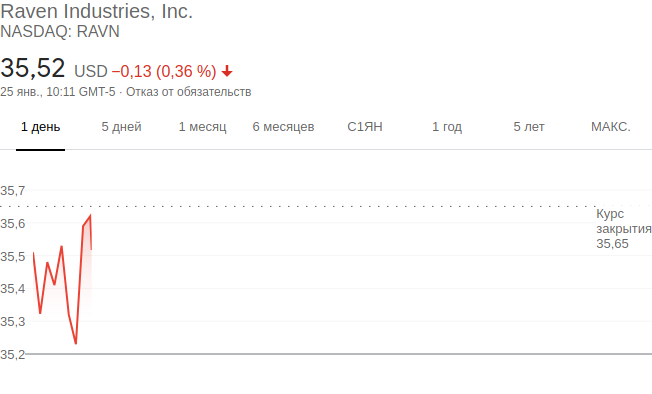 Raven Industries, Inc.
NASDAQ: RAVN
35,52 USD −0,13 (0,36 %)
25 янв., 10:11 GMT-5 · Отказ от обязательств
1 день 5 дней 1 месяц 6 месяцев С1ЯН 1 год 5 лет МАКС.
35,7
35,6
35,5
35,4
35,3
35,2
Курс
закрытия
35,65